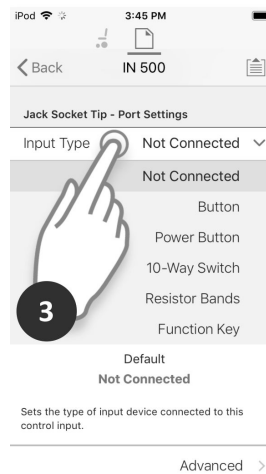 iPod 3:45 PM
Back IN 500
Jack Socket Tip - Port Settings
Input Type Not Connected
Not Connected
Button
Power Button
10-Way Switch
Resistor Bands
3
Function Key
Default
Not Connected
Sets the type of input device connected to this
control input.
Advanced